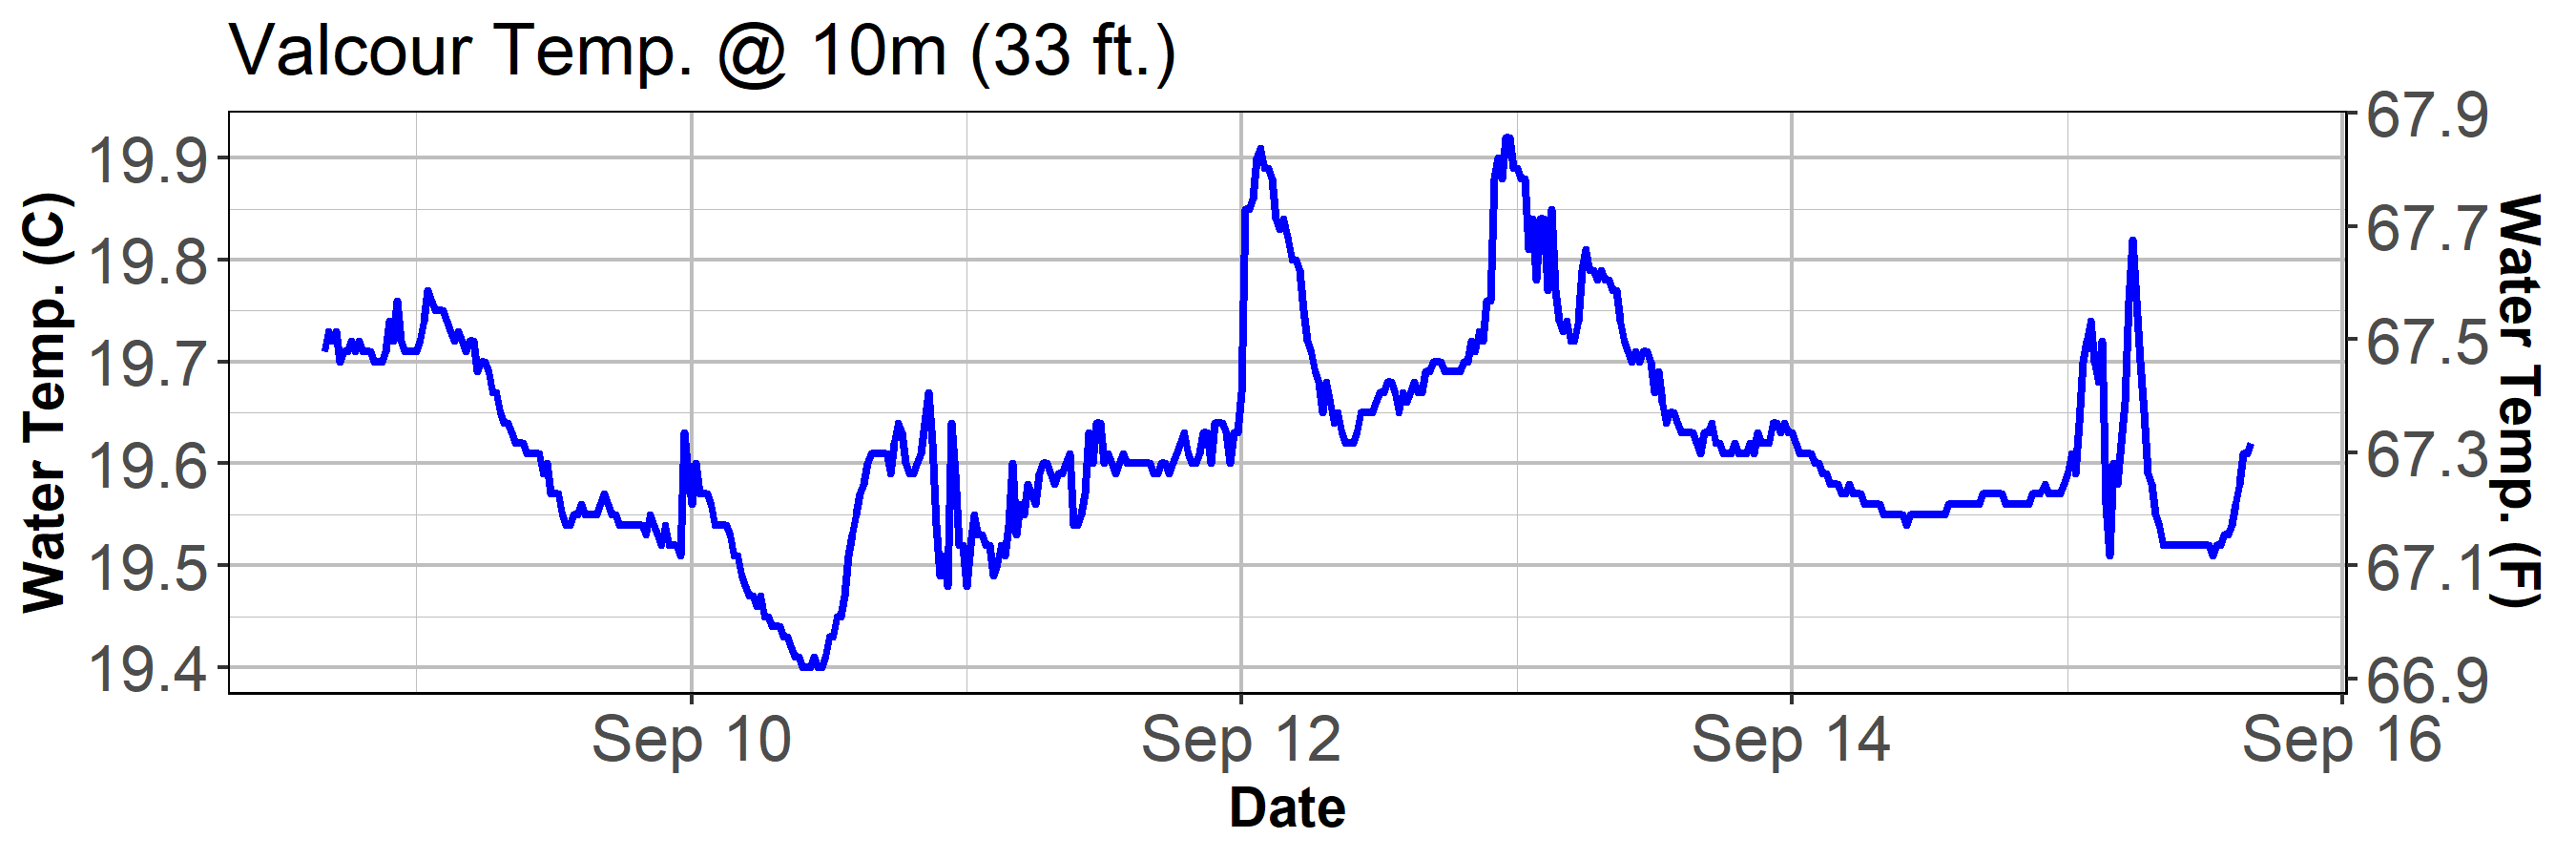 Valcour Temp. @ 10m (33 ft.)
Water Temp. (C)
19.9
19.8
19.7
19.6
19.5
19.4
67.9
67.7
67.5
67.3
67.1
66.9
Water Temp. (F)
Sep 10 Sep 12 Sep 14 Sep 16
Date